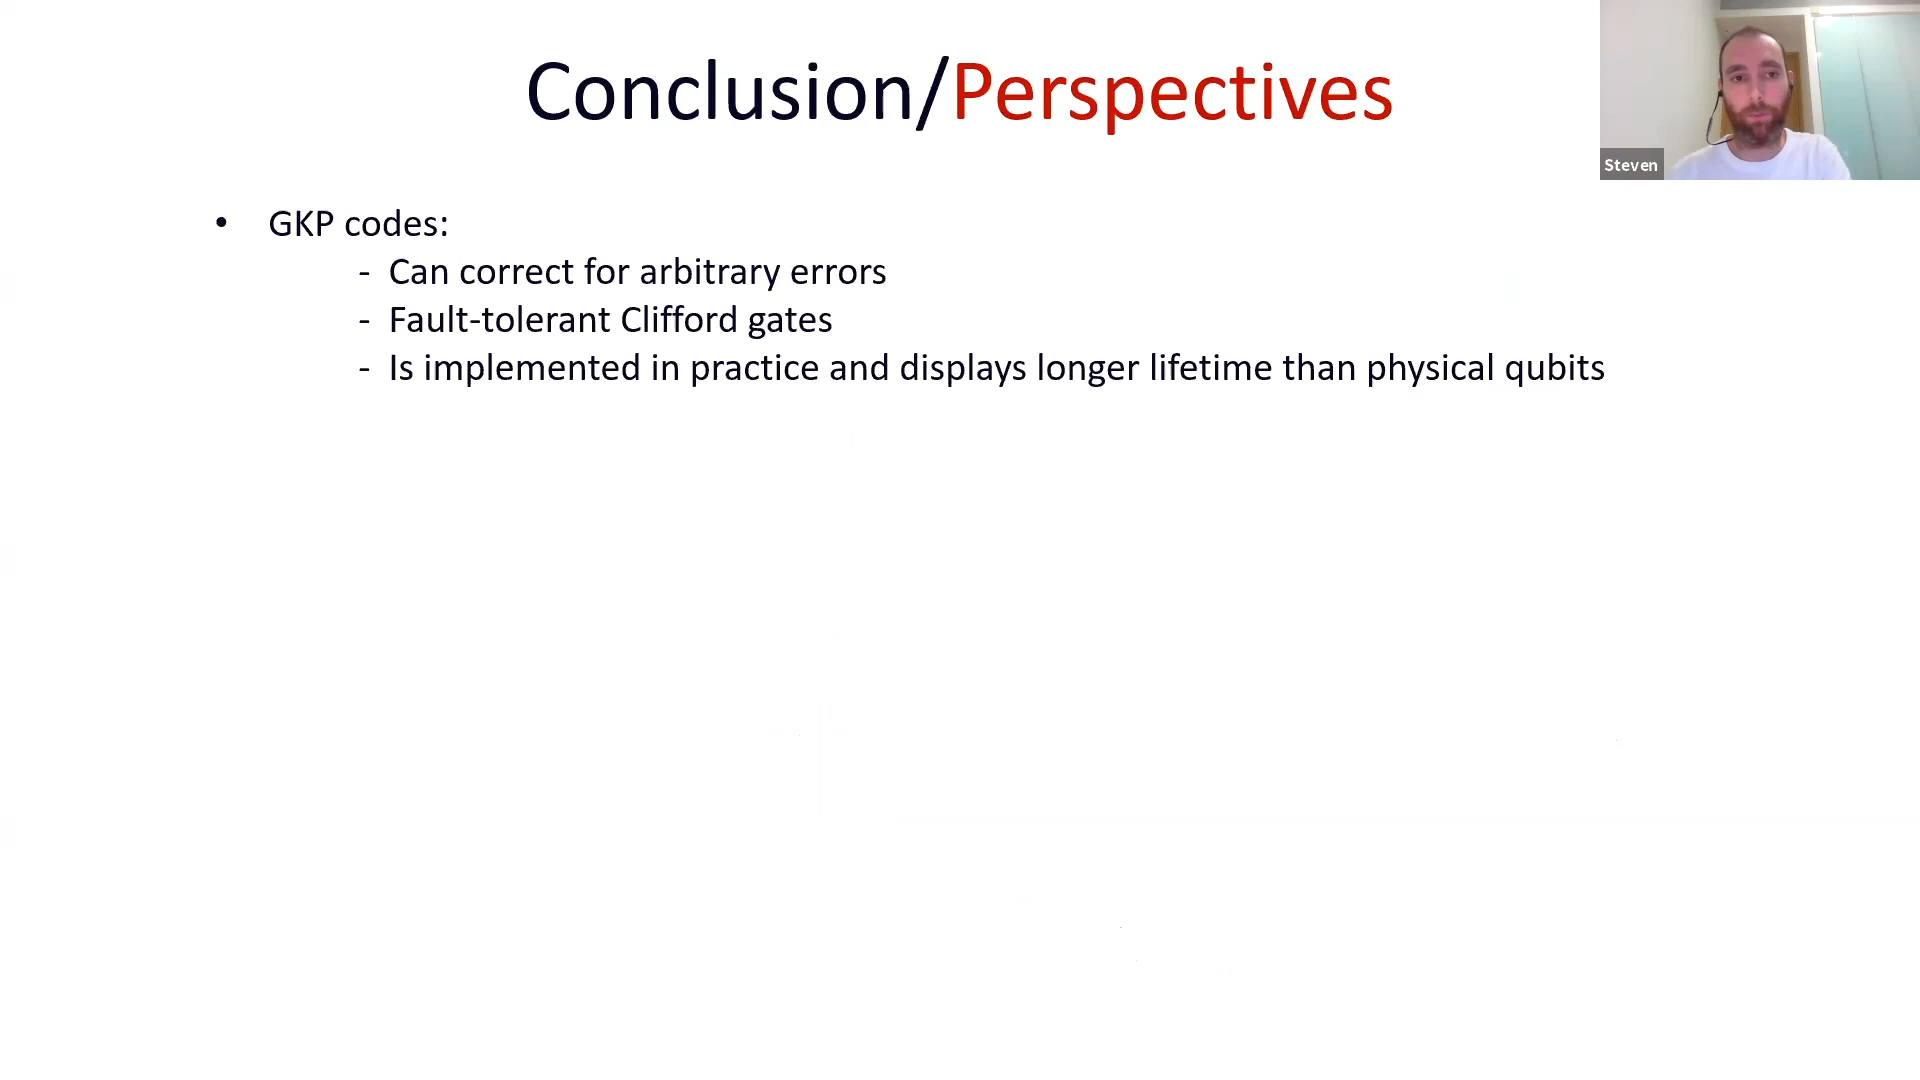 Conclusion/Perspectives
Steven
• GKP codes:
- Can correct for arbitrary errors
- Fault-tolerant Clifford gates
- Is implemented in practice and displays longer lifetime than physical qubits